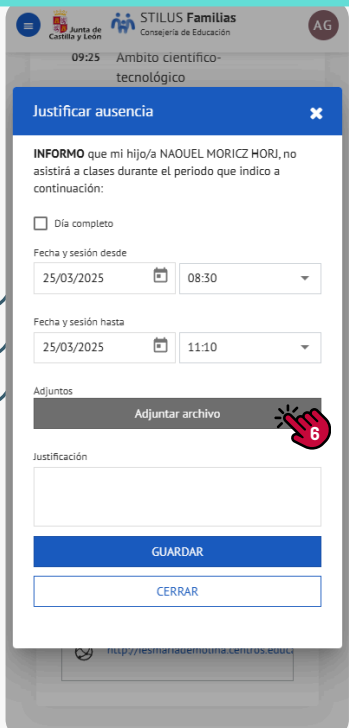 Junta de
Castilla y León
STILUS Familias
Consejería de Educación
AG
09:25 Ámbito científico-
tecnológico
Justificar ausencia
INFORMO que mi hijo/a NAOUEL MORICZ HORJ, no
asistirá a clases durante el periodo que indico a
continuación:
Día completo
Fecha y sesión desde
25/03/2025 08:30
Fecha y sesión hasta
25/03/2025 11:10
Adjuntos
Adjuntar archivo
6
Justificación
GUARDAR
CERRAR
http://iesmariademolina.centros.educa